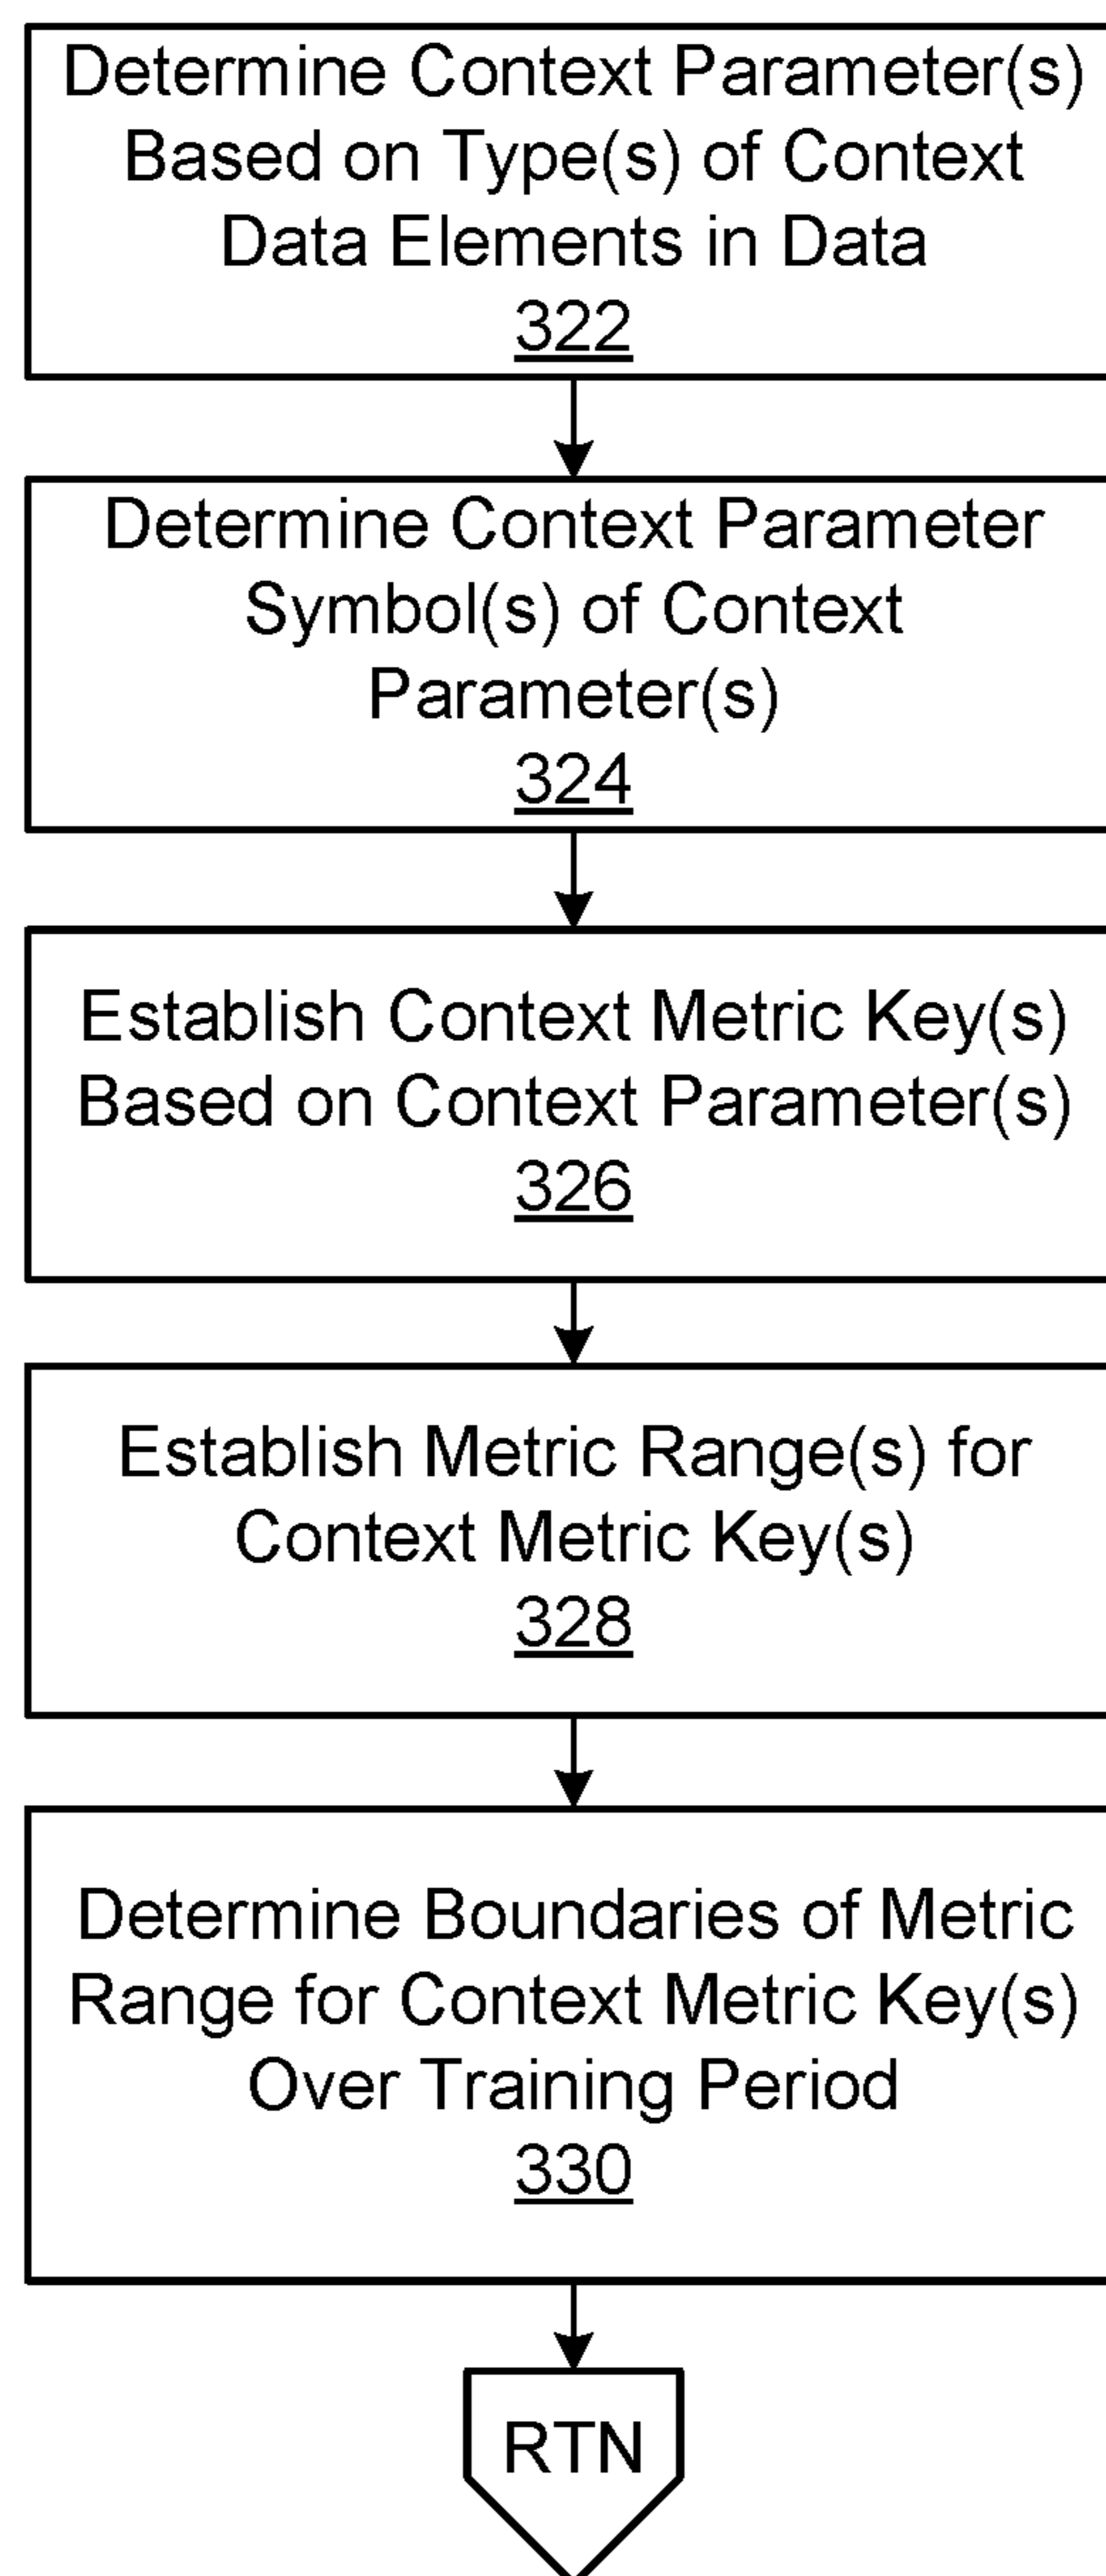 Determine Context Parameter(s)
Based on Type(s) of Context
Data Elements in Data
322
Determine Context Parameter
Symbol(s) of Context
Parameter(s)
324
Establish Context Metric Key(s)
Based on Context Parameter(s)
326
Establish Metric Range(s) for
Context Metric Key(s)
328
Determine Boundaries of Metric
Range for Context Metric Key(s)
Over Training Period
330
RTN